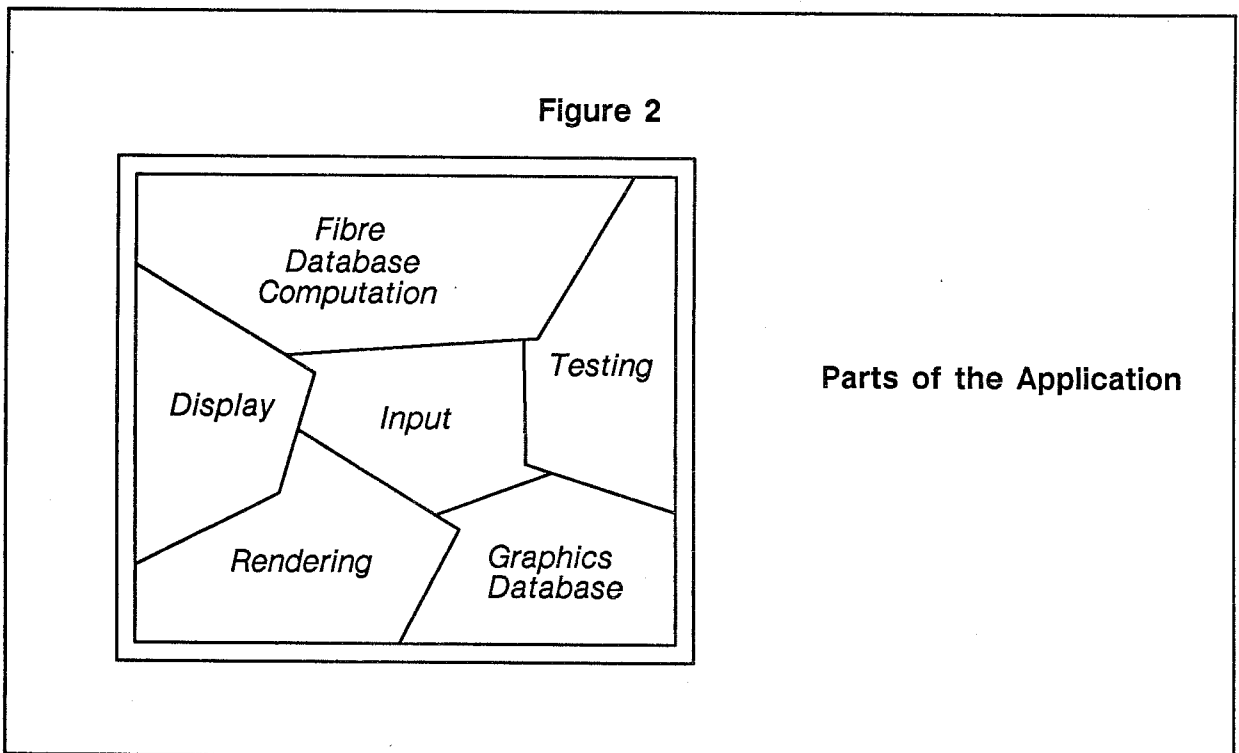 Figure 2
Fibre
Database
Computation
Testing
Parts of the Application
Display
Input
Rendering
Graphics
Database